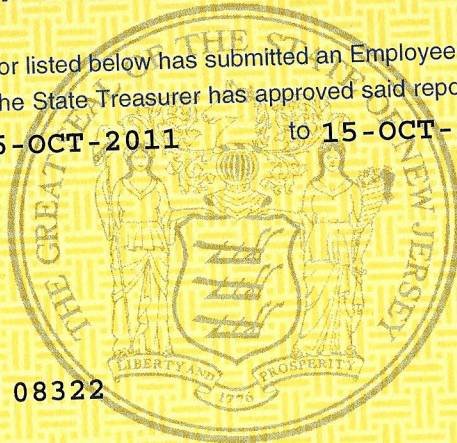 or listed below has submitted an Employee
he State Treasurer has approved said repo
5-OCT-2011 to 15-OCT-
THE GREAT SEAL OF THE STATE OF NEW JERSEY
LIBERTY AND PROSPERITY
1776
08322